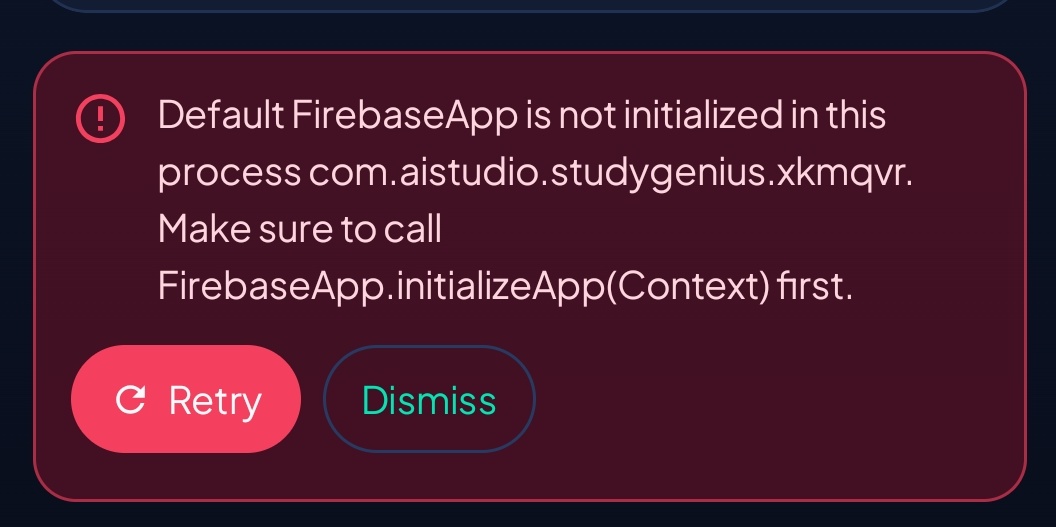 Default FirebaseApp is not initialized in this
process com.aistudio.studygenius.xkmqvr.
Make sure to call
FirebaseApp.initializeApp(Context) first.
Retry
Dismiss